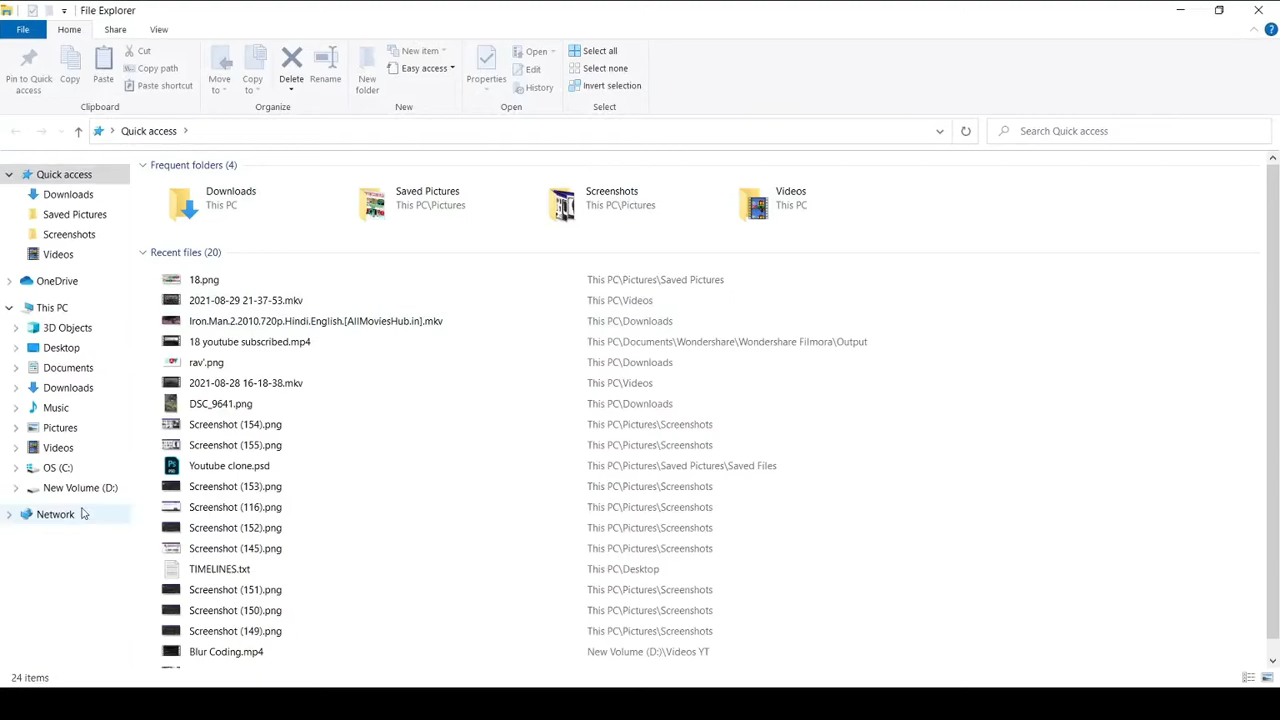 File Explorer
File Home Share View
Pin to Quick access
Copy
Paste
Cut
Copy path
Paste shortcut
Clipboard
Move to
Copy to
Delete
Rename
Organize
New folder
New item
Easy access
New
Properties
Open
Edit
History
Open
Select all
Select none
Invert selection
Select
Quick access
Search Quick access
Quick access
Downloads
Saved Pictures
Screenshots
Videos
OneDrive
This PC
3D Objects
Desktop
Documents
Downloads
Music
Pictures
Videos
OS (C:)
New Volume (D:)
Network
Frequent folders (4)
Downloads
This PC
Saved Pictures
This PC\Pictures
Screenshots
This PC\Pictures
Videos
This PC
Recent files (20)
18.png This PC\Pictures\Saved Pictures
2021-08-29 21-37-53.mkv This PC\Videos
Iron.Man.2.2010.720p.Hindi.English.[AllMoviesHub.in].mkv This PC\Downloads
18 youtube subscribed.mp4 This PC\Documents\Wondershare\Wondershare Filmora\Output
rav'.png This PC\Downloads
2021-08-28 16-18-38.mkv This PC\Videos
DSC_9641.png This PC\Downloads
Screenshot (154).png This PC\Pictures\Screenshots
Screenshot (155).png This PC\Pictures\Screenshots
Youtube clone.psd This PC\Pictures\Saved Pictures\Saved Files
Screenshot (153).png This PC\Pictures\Screenshots
Screenshot (116).png This PC\Pictures\Screenshots
Screenshot (152).png This PC\Pictures\Screenshots
Screenshot (145).png This PC\Pictures\Screenshots
TIMELINES.txt This PC\Desktop
Screenshot (151).png This PC\Pictures\Screenshots
Screenshot (150).png This PC\Pictures\Screenshots
Screenshot (149).png This PC\Pictures\Screenshots
Blur Coding.mp4 New Volume (D:)\Videos YT
24 items